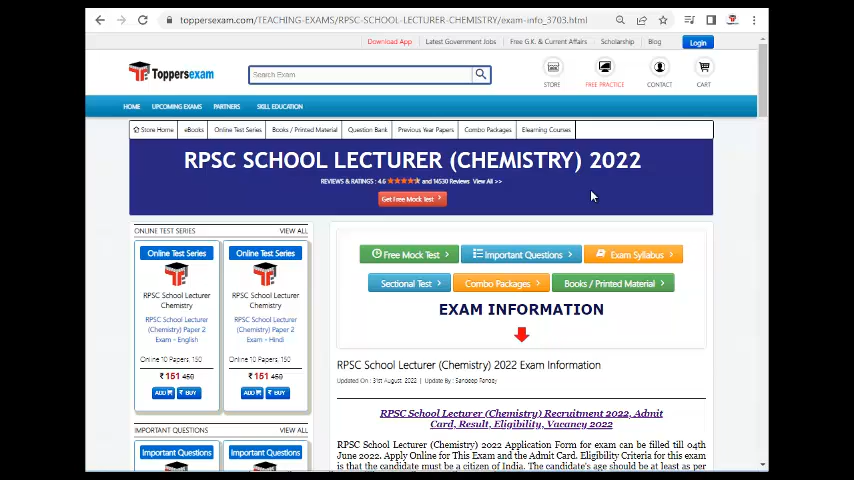 toppersexam.com/TEACHING-EXAMS/RPSC-SCHOOL-LECTURER-CHEMISTRY/exam-info_3703.html
Download App
Latest Government Jobs
Free G.K. & Current Affairs
Scholarship
Blog
Login
Toppersexam
Search Exam
STORE
FREE PRACTICE
CONTACT
CART
HOME
UPCOMING EXAMS
PARTNERS
SKILL EDUCATION
Store Home
eBooks
Online Test Series
Books / Printed Material
Question Bank
Previous Year Papers
Combo Packages
Elearning Courses
RPSC SCHOOL LECTURER (CHEMISTRY) 2022
REVIEWS & RATINGS : 4.6 and 14530 Reviews View All >>
Get Free Mock Test
ONLINE TEST SERIES
VIEW ALL
Online Test Series
RPSC School Lecturer
Chemistry
RPSC School Lecturer
(Chemistry) Paper 2
Exam - English
Online 10 Papers, 150
₹ 151 450
ADD
₹ BUY
Online Test Series
RPSC School Lecturer
Chemistry
RPSC School Lecturer
(Chemistry) Paper 2
Exam - Hindi
Online 10 Papers, 150
₹ 151 450
ADD
₹ BUY
IMPORTANT QUESTIONS
VIEW ALL
Important Questions
Important Questions
Free Mock Test
Important Questions
Exam Syllabus
Sectional Test
Combo Packages
Books / Printed Material
EXAM INFORMATION
RPSC School Lecturer (Chemistry) 2022 Exam Information
Updated On : 31st August, 2022 | Update By : Sandeep Pandey
RPSC School Lecturer (Chemistry) Recruitment 2022, Admit
Card, Result, Eligibility, Vacancy 2022
RPSC School Lecturer (Chemistry) 2022 Application Form for exam can be filled till 04th
June 2022. Apply Online for This Exam and the Admit Card. Eligibility Criteria for this exam
is that the candidate must be a citizen of India. The candidate's age should be at least as per